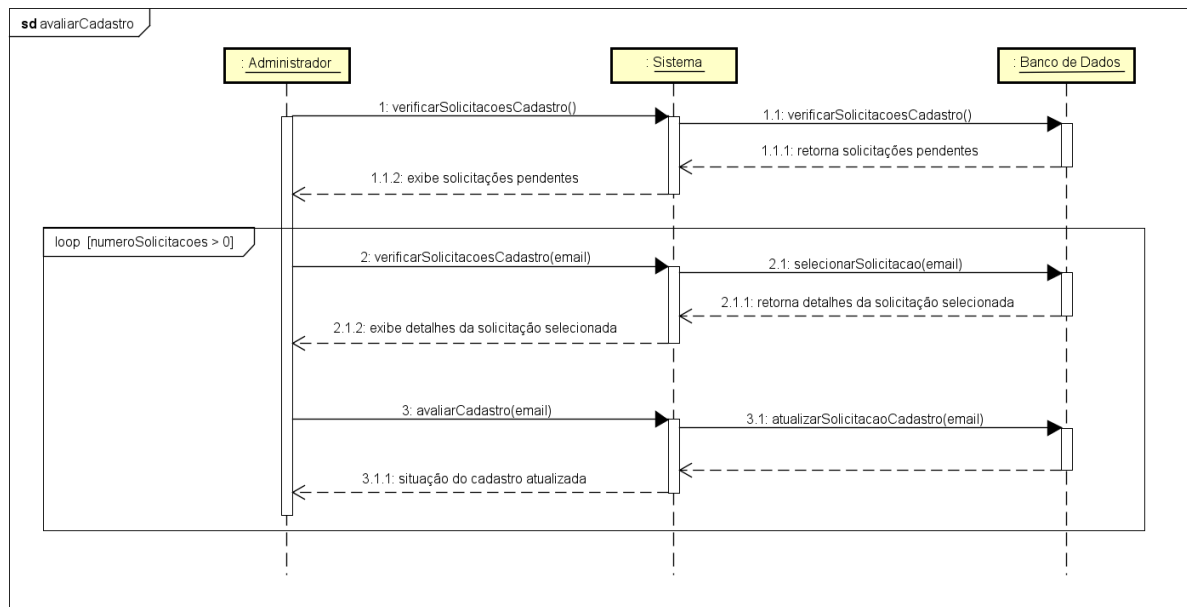 sd avaliarCadastro
: Administrador
: Sistema
: Banco de Dados
1: verificarSolicitacoesCadastro()
1.1: verificarSolicitacoesCadastro()
1.1.1: retorna solicitações pendentes
1.1.2: exibe solicitações pendentes
loop [numeroSolicitacoes > 0]
2: verificarSolicitacoesCadastro(email)
2.1: selecionarSolicitacao(email)
2.1.1: retorna detalhes da solicitação selecionada
2.1.2: exibe detalhes da solicitação selecionada
3: avaliarCadastro(email)
3.1: atualizarSolicitacaoCadastro(email)
3.1.1: situação do cadastro atualizada